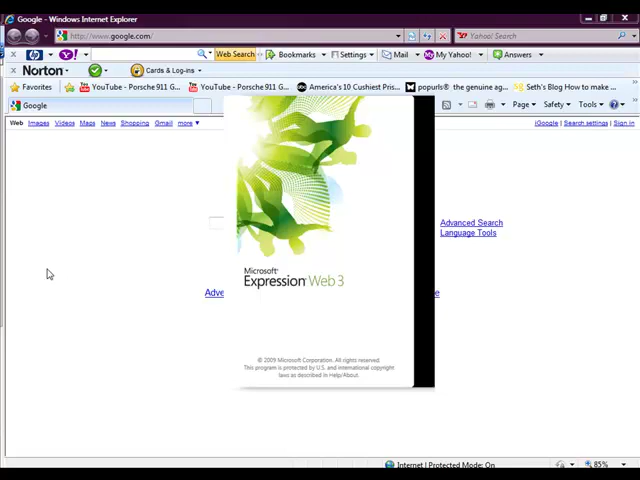 Google - Windows Internet Explorer
http://www.google.com/
Yahoo! Search
hp Y! Web Search Bookmarks Settings Mail My Yahoo! Answers
Norton Cards & Log-ins
Favorites YouTube - Porsche 911 G... YouTube - Porsche 911 G... abc America's 10 Cushiest Pris... popurls® | the genuine ag... Seth's Blog How to make ...
Google Page Safety Tools
Web Images Videos Maps News Shopping Gmail more iGoogle | Search settings | Sign in
Advanced Search
Language Tools
Microsoft®
Expression® Web 3
Adve e
© 2009 Microsoft Corporation. All rights reserved.
This program is protected by U.S. and international copyright
laws as described in Help/About.
Internet | Protected Mode: On 85%